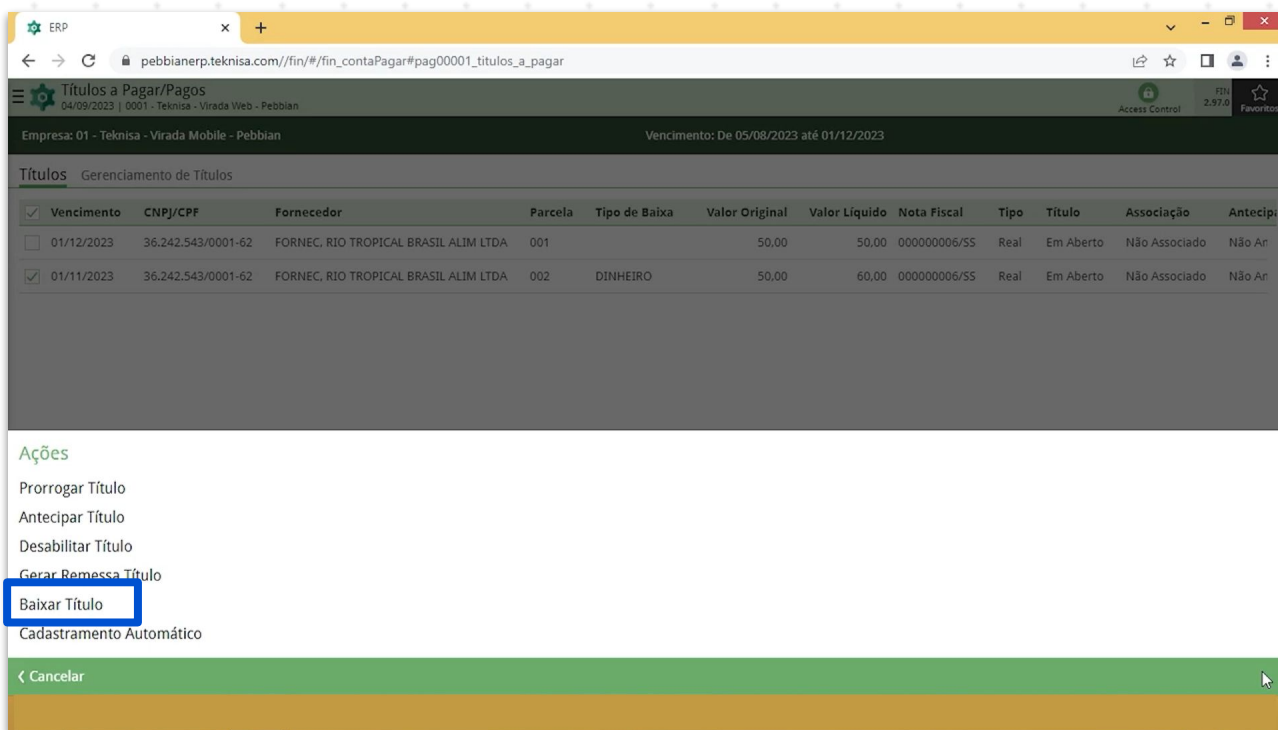 ERP
pebbianerp.teknisa.com//fin/#/fin_contaPagar#pag00001_titulos_a_pagar
Títulos a Pagar/Pagos
04/09/2023 | 0001 - Teknisa - Virada Web - Pebbian
Access Control
FIN
2.97.0
Favoritos
Empresa: 01 - Teknisa - Virada Mobile - Pebbian Vencimento: De 05/08/2023 até 01/12/2023
Títulos Gerenciamento de Títulos
Vencimento CNPJ/CPF Fornecedor Parcela Tipo de Baixa Valor Original Valor Líquido Nota Fiscal Tipo Título Associação Antecipa
01/12/2023 36.242.543/0001-62 FORNEC, RIO TROPICAL BRASIL ALIM LTDA 001 50,00 50,00 000000006/SS Real Em Aberto Não Associado Não An
01/11/2023 36.242.543/0001-62 FORNEC, RIO TROPICAL BRASIL ALIM LTDA 002 DINHEIRO 50,00 60,00 000000006/SS Real Em Aberto Não Associado Não An
Ações
Prorrogar Título
Antecipar Título
Desabilitar Título
Gerar Remessa Título
Baixar Título
Cadastramento Automático
Cancelar